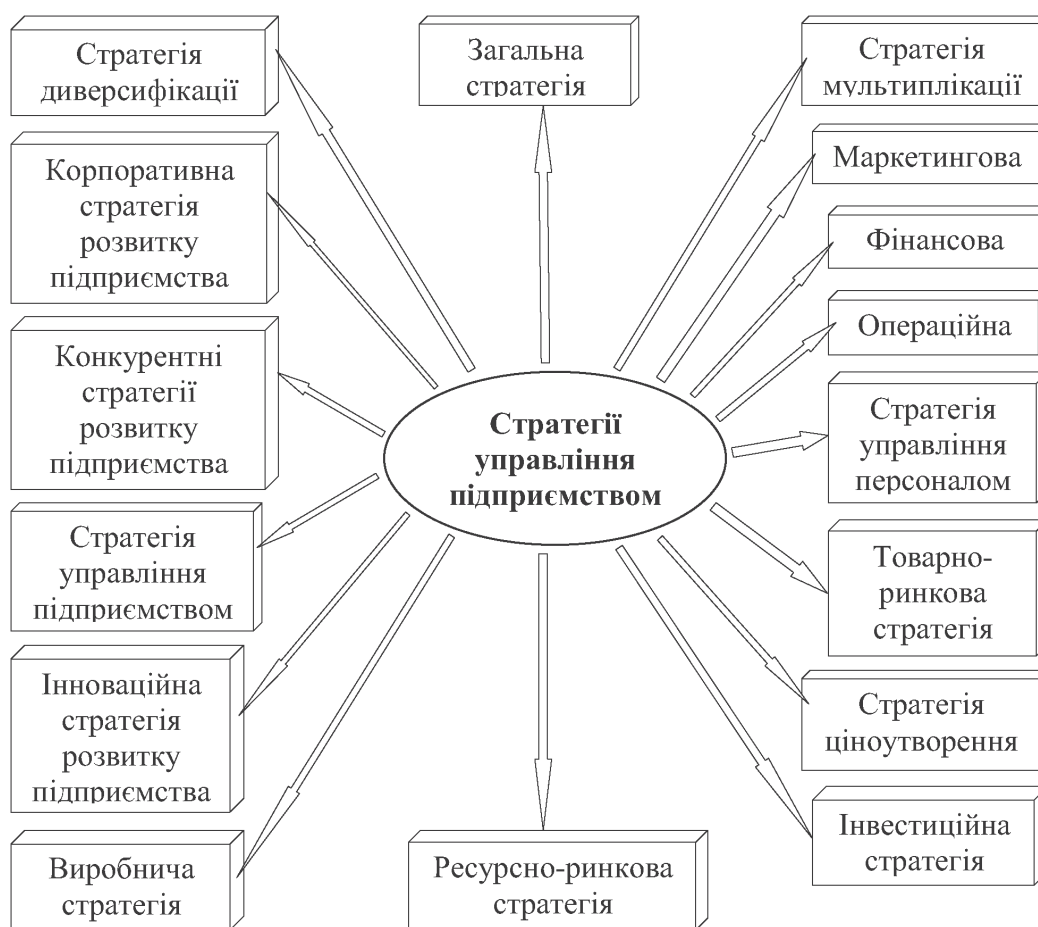 Стратегія
диверсифікації
Загальна
стратегія
Стратегія
мультиплікації
Корпоративна
стратегія
розвитку
підприємства
Маркетингова
Фінансова
Операційна
Конкурентні
стратегії
розвитку
підприємства
Стратегії
управління
підприємством
Стратегія
управління
персоналом
Стратегія
управління
підприємством
Товарно-
ринкова
стратегія
Інноваційна
стратегія
розвитку
підприємства
Стратегія
ціноутворення
Виробнича
стратегія
Ресурсно-ринкова
стратегія
Інвестиційна
стратегія